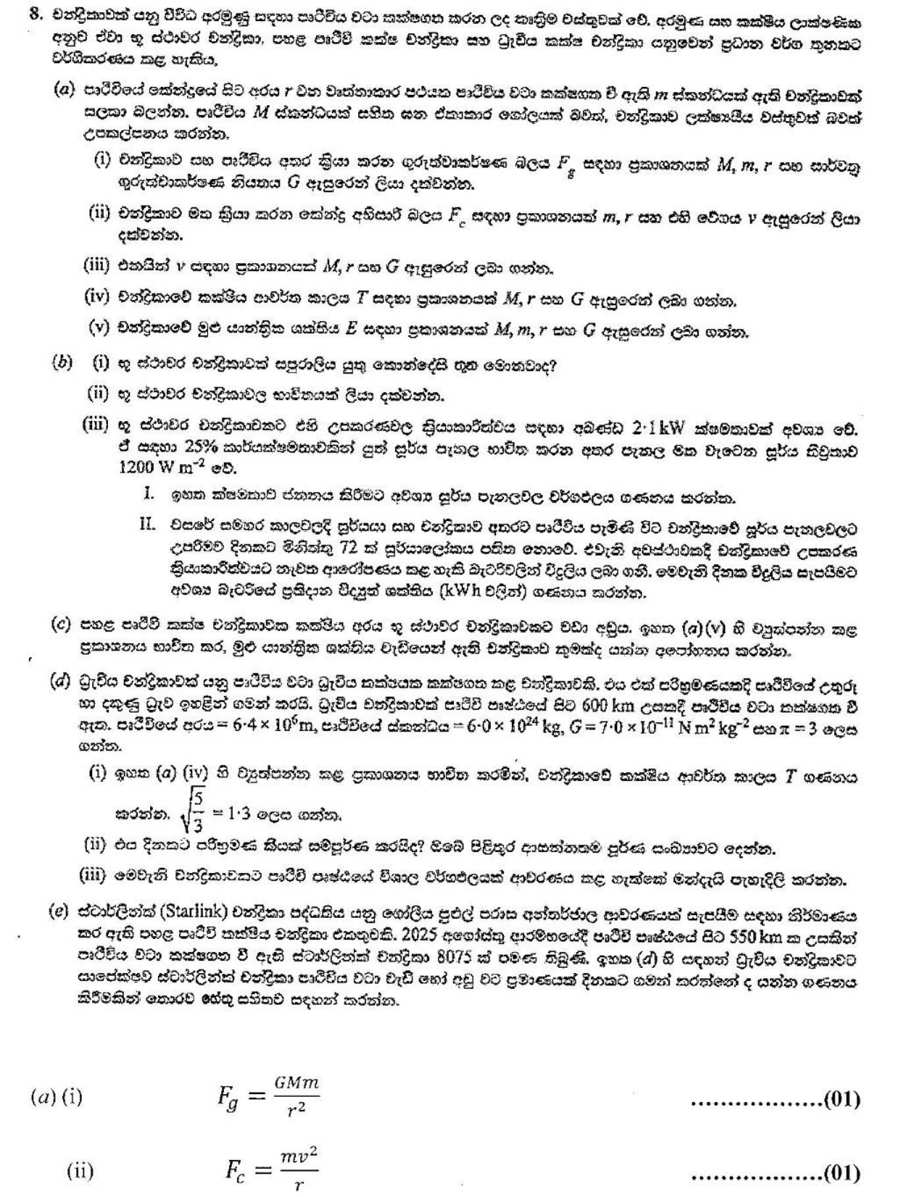 8. චන්ද්‍රිකාවක් යනු විවිධ අරමුණු සඳහා පෘථිවිය වටා කක්ෂගත කරන ලද කෘත්‍රිම වස්තුවක් වේ. අරමුණ සහ කක්ෂීය ලාක්ෂණික
අනුව ඒවා භූ ස්ථාවර චන්ද්‍රිකා, පහළ පෘථිවි කක්ෂ චන්ද්‍රිකා සහ ධ්‍රැවීය කක්ෂ චන්ද්‍රිකා යනුවෙන් ප්‍රධාන වර්ග තුනකට
වර්ගීකරණය කළ හැකිය,
(a) පෘථිවියේ කේන්ද්‍රයේ සිට අරය r වන වෘත්තාකාර පථයක පෘථිවිය වටා කක්ෂගත වී ඇති m ස්කන්ධයක් ඇති චන්ද්‍රිකාවක්
සලකා බලන්න. පෘථිවිය M ස්කන්ධයක් සහිත ඝන ඒකාකාර ගෝලයක් බවත්, චන්ද්‍රිකාව ලක්ෂ්‍යයීය වස්තුවක් බවත්
උපකල්පනය කරන්න.
(i) චන්ද්‍රිකාව සහ පෘථිවිය අතර ක්‍රියා කරන ගුරුත්වාකර්ෂණ බලය F_g සඳහා ප්‍රකාශනයක් M, m, r සහ සාර්වත්‍ර
ගුරුත්වාකර්ෂණ නියතය G ඇසුරෙන් ලියා දක්වන්න.
(ii) චන්ද්‍රිකාව මත ක්‍රියා කරන කේන්ද්‍ර අභිසාරී බලය F_c සඳහා ප්‍රකාශනයක් m, r සහ එහි වේගය v ඇසුරෙන් ලියා
දක්වන්න.
(iii) එනයින් v සඳහා ප්‍රකාශනයක් M, r සහ G ඇසුරෙන් ලබා ගන්න.
(iv) චන්ද්‍රිකාවේ කක්ෂීය ආවර්ත කාලය T සඳහා ප්‍රකාශනයක් M, r සහ G ඇසුරෙන් ලබා ගන්න.
(v) චන්ද්‍රිකාවේ මුළු යාන්ත්‍රික ශක්තිය E සඳහා ප්‍රකාශනයක් M, m, r සහ G ඇසුරෙන් ලබා ගන්න.
(b) (i) භූ ස්ථාවර චන්ද්‍රිකාවක් සපුරාලිය යුතු කොන්දේසි තුන මොනවාද?
(ii) භූ ස්ථාවර චන්ද්‍රිකාවල භාවිතයක් ලියා දක්වන්න.
(iii) භූ ස්ථාවර චන්ද්‍රිකාවකට එහි උපකරණවල ක්‍රියාකාරිත්වය සඳහා අඛණ්ඩ 2·1 kW ක්ෂමතාවක් අවශ්‍ය වේ.
ඒ සඳහා 25% කාර්යක්ෂමතාවකින් යුත් සූර්ය පැනල භාවිත කරන අතර පැනල මත වැටෙන සූර්ය තීව්‍රතාව
1200 W m⁻² වේ.
I. ඉහත ක්ෂමතාව ජනනය කිරීමට අවශ්‍ය සූර්ය පැනලවල වර්ගඵලය ගණනය කරන්න.
II. වසරේ සමහර කාලවලදී සූර්යයා සහ චන්ද්‍රිකාව අතරට පෘථිවිය පැමිණි විට චන්ද්‍රිකාවේ සූර්ය පැනලවලට
උපරිමව දිනකට මිනිත්තු 72 ක් සූර්යාලෝකය පතිත නොවේ. එවැනි අවස්ථාවකදී චන්ද්‍රිකාවේ උපකරණ
ක්‍රියාකාරිත්වයට නැවත ආරෝපණය කළ හැකි බැටරිවලින් විදුලිය ලබා ගනී. මෙවැනි දිනක විදුලිය සැපයීමට
අවශ්‍ය බැටරියේ ප්‍රතිදාන විද්‍යුත් ශක්තිය (kWh වලින්) ගණනය කරන්න.
(c) පහළ පෘථිවි කක්ෂ චන්ද්‍රිකාවක කක්ෂීය අරය භූ ස්ථාවර චන්ද්‍රිකාවකට වඩා අඩුය. ඉහත (a)(v) හි ව්‍යුත්පන්න කළ
ප්‍රකාශනය භාවිත කර, මුළු යාන්ත්‍රික ශක්තිය වැඩියෙන් ඇති චන්ද්‍රිකාව කුමක්ද යන්න අපෝහනය කරන්න.
(d) ධ්‍රැවීය චන්ද්‍රිකාවක් යනු පෘථිවිය වටා ධ්‍රැවීය කක්ෂයක කක්ෂගත කළ චන්ද්‍රිකාවකි. එය එක් පරිභ්‍රමණයකදී පෘථිවියේ උතුරු
හා දකුණු ධ්‍රැව ඉහළින් ගමන් කරයි. ධ්‍රැවීය චන්ද්‍රිකාවක් පෘථිවි පෘෂ්ඨයේ සිට 600 km උසකදී පෘථිවිය වටා කක්ෂගත වී
ඇත. පෘථිවියේ අරය = 6·4 × 10⁶ m, පෘථිවියේ ස්කන්ධය = 6·0 × 10²⁴ kg, G = 7·0 × 10⁻¹¹ N m² kg⁻² සහ π = 3 ලෙස
ගන්න.
(i) ඉහත (a) (iv) හි ව්‍යුත්පන්න කළ ප්‍රකාශනය භාවිත කරමින්, චන්ද්‍රිකාවේ කක්ෂීය ආවර්ත කාලය T ගණනය
කරන්න. √(5/3) = 1·3 ලෙස ගන්න.
(ii) එය දිනකට පරිභ්‍රමණ කීයක් සම්පූර්ණ කරයිද? ඔබේ පිළිතුර ආසන්නතම පූර්ණ සංඛ්‍යාවට දෙන්න.
(iii) මෙවැනි චන්ද්‍රිකාවකට පෘථිවි පෘෂ්ඨයේ විශාල වර්ගඵලයක් ආවරණය කළ හැක්කේ මන්දැයි පැහැදිලි කරන්න.
(e) ස්ටාර්ලින්ක් (Starlink) චන්ද්‍රිකා පද්ධතිය යනු ගෝලීය පුළුල් පරාස අන්තර්ජාල ආවරණයක් සැපයීම සඳහා නිර්මාණය
කර ඇති පහළ පෘථිවි කක්ෂීය චන්ද්‍රිකා එකතුවකි. 2025 අගෝස්තු ආරම්භයේදී පෘථිවි පෘෂ්ඨයේ සිට 550 km ක උසකින්
පෘථිවිය වටා කක්ෂගත වී ඇති ස්ටාර්ලින්ක් චන්ද්‍රිකා 8075 ක් පමණ තිබුණි. ඉහත (d) හි සඳහන් ධ්‍රැවීය චන්ද්‍රිකාවට
සාපේක්ෂව ස්ටාර්ලින්ක් චන්ද්‍රිකා පෘථිවිය වටා වැඩි හෝ අඩු වට ප්‍රමාණයක් දිනකට ගමන් කරන්නේ ද යන්න ගණනය
කිරීමකින් තොරව හේතු සහිතව සඳහන් කරන්න.
(a) (i) F_g = GMm/r² ...................(01)
(ii) F_c = mv²/r ...................(01)